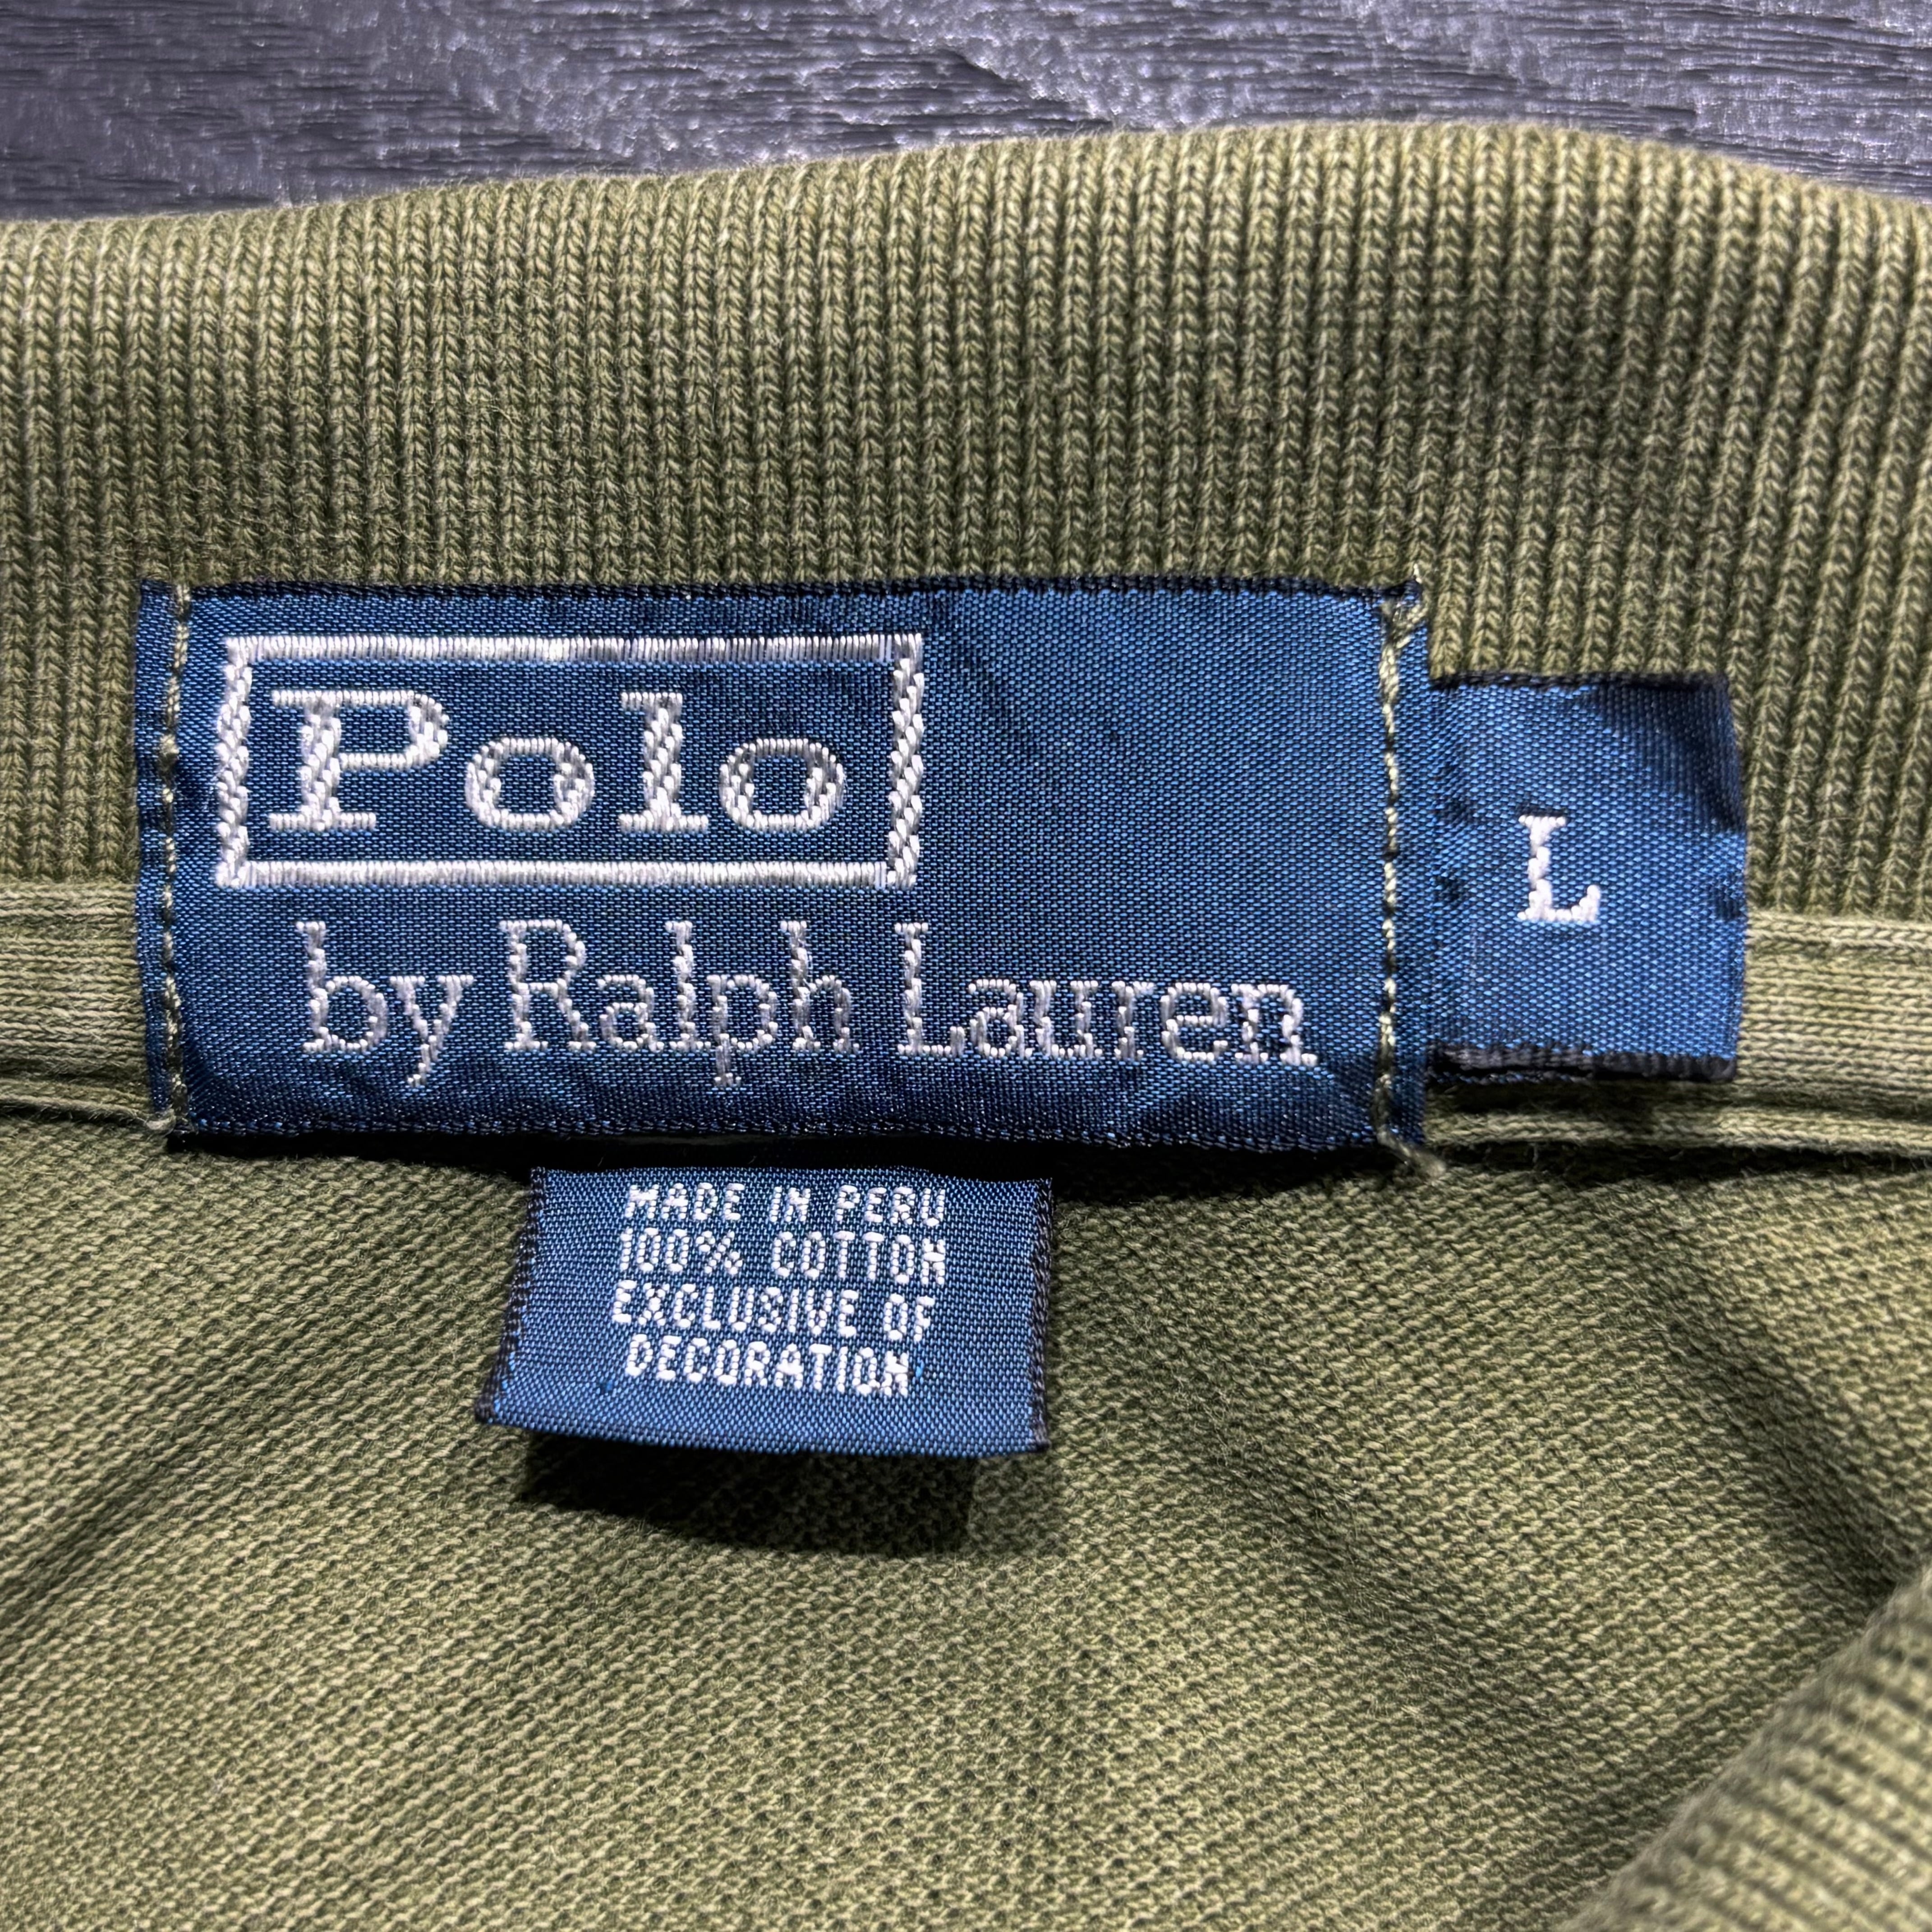 Polo
by Ralph Lauren
L
MADE IN PERU
100% COTTON
EXCLUSIVE OF
DECORATION